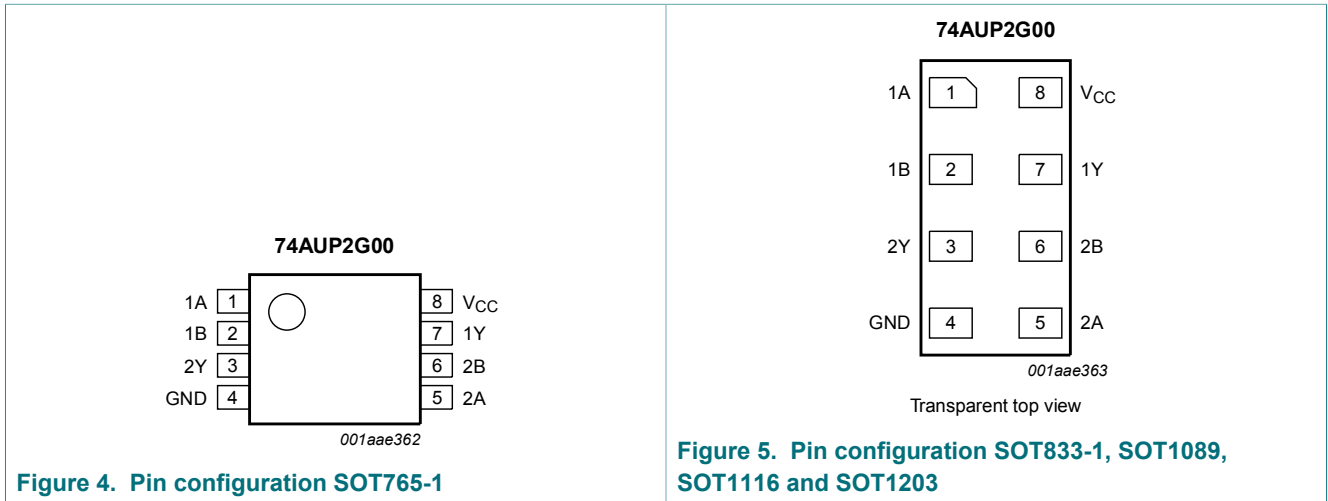 74AUP2G00
1A 1 8 VCC
1B 2 7 1Y
2Y 3 6 2B
GND 4 5 2A
001aae362
Figure 4. Pin configuration SOT765-1
74AUP2G00
1A 1 8 VCC
1B 2 7 1Y
2Y 3 6 2B
GND 4 5 2A
001aae363
Transparent top view
Figure 5. Pin configuration SOT833-1, SOT1089,
SOT1116 and SOT1203